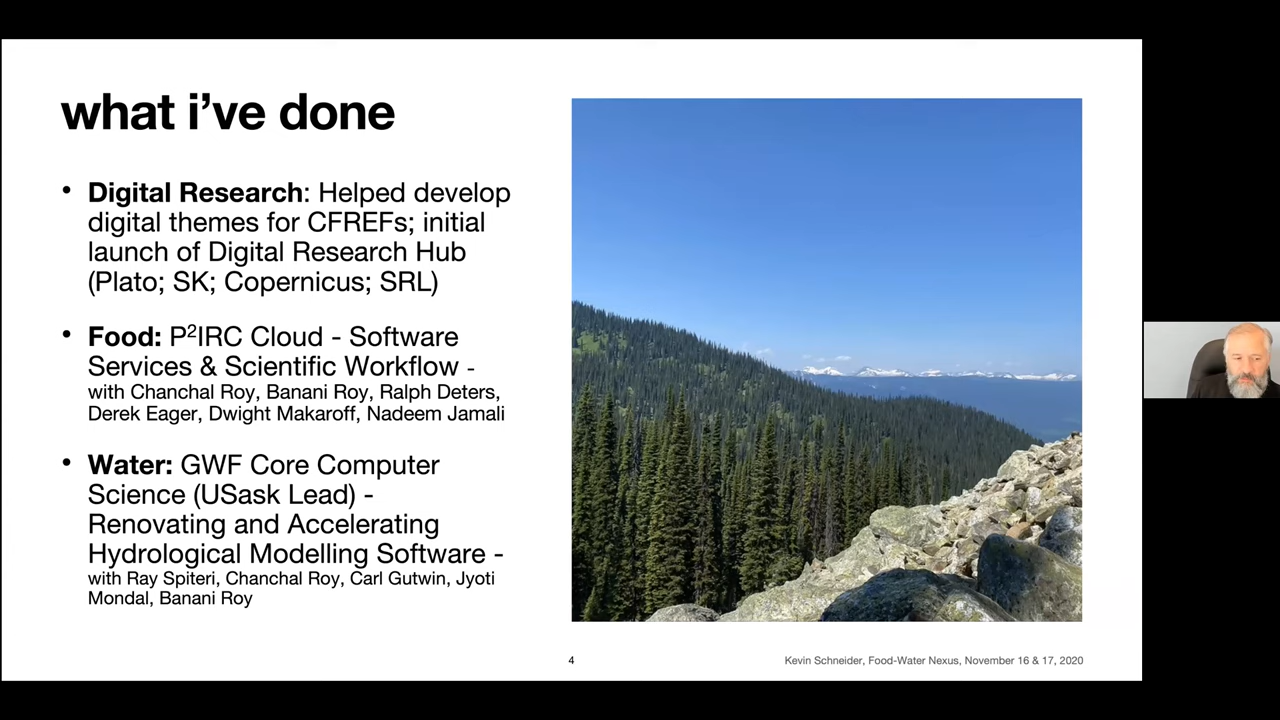 what i've done
• Digital Research: Helped develop
digital themes for CFREFs; initial
launch of Digital Research Hub
(Plato; SK; Copernicus; SRL)
• Food: P²IRC Cloud - Software
Services & Scientific Workflow -
with Chanchal Roy, Banani Roy, Ralph Deters,
Derek Eager, Dwight Makaroff, Nadeem Jamali
• Water: GWF Core Computer
Science (USask Lead) -
Renovating and Accelerating
Hydrological Modelling Software -
with Ray Spiteri, Chanchal Roy, Carl Gutwin, Jyoti
Mondal, Banani Roy
4
Kevin Schneider, Food-Water Nexus, November 16 & 17, 2020